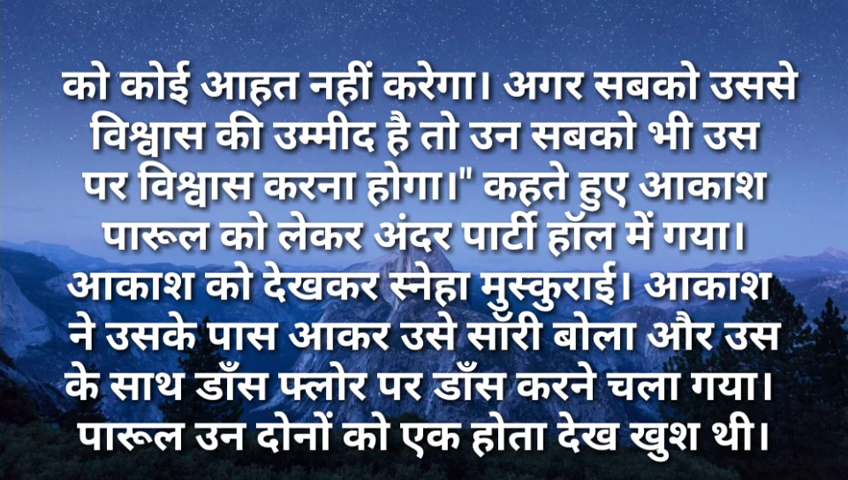 को कोई आहत नहीं करेगा। अगर सबको उससे
विश्वास की उम्मीद है तो उन सबको भी उस
पर विश्वास करना होगा।" कहते हुए आकाश
पारूल को लेकर अंदर पार्टी हॉल में गया।
आकाश को देखकर स्नेहा मुस्कुराई। आकाश
ने उसके पास आकर उसे सॉरी बोला और उस
के साथ डाँस फ्लोर पर डाँस करने चला गया।
पारूल उन दोनों को एक होता देख खुश थी।